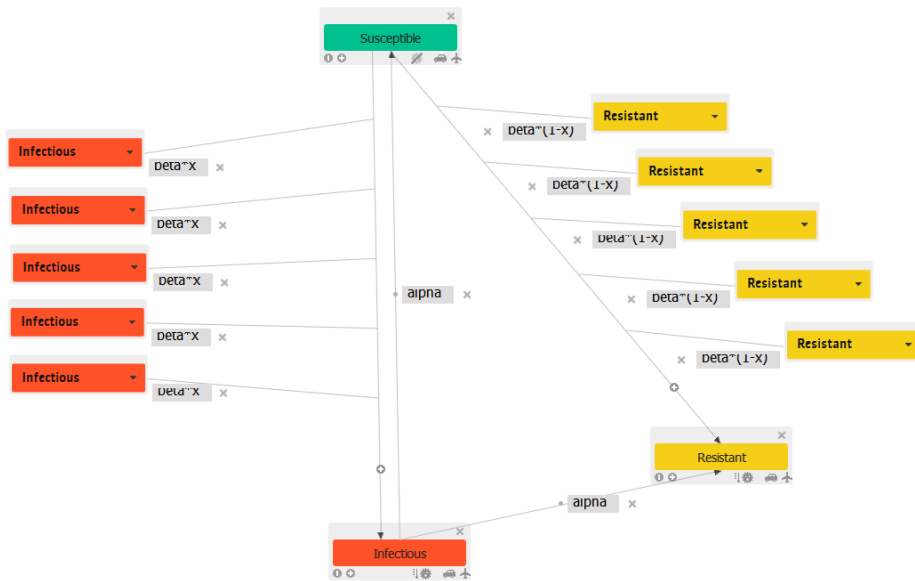 Susceptible
Resistant
beta*(1-x)
Infectious
beta*x
Resistant
beta*(1-x)
Infectious
beta*x
Resistant
beta*(1-x)
Infectious
beta*x
alpha
Resistant
beta*(1-x)
Infectious
beta*x
Resistant
beta*(1-x)
Infectious
beta*x
Resistant
alpha
Infectious